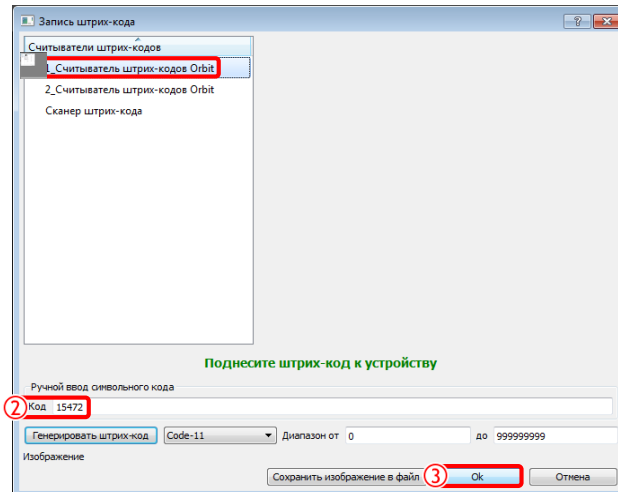 Запись штрих-кода
Считыватели штрих-кодов
1_Считыватель штрих-кодов Orbit
2_Считыватель штрих-кодов Orbit
Сканер штрих-кода
Поднесите штрих-код к устройству
Ручной ввод символьного кода
2 Код 15472
Генерировать штрих-код Code-11 Диапазон от 0 до 999999999
Изображение
Сохранить изображение в файл 3 Ok Отмена